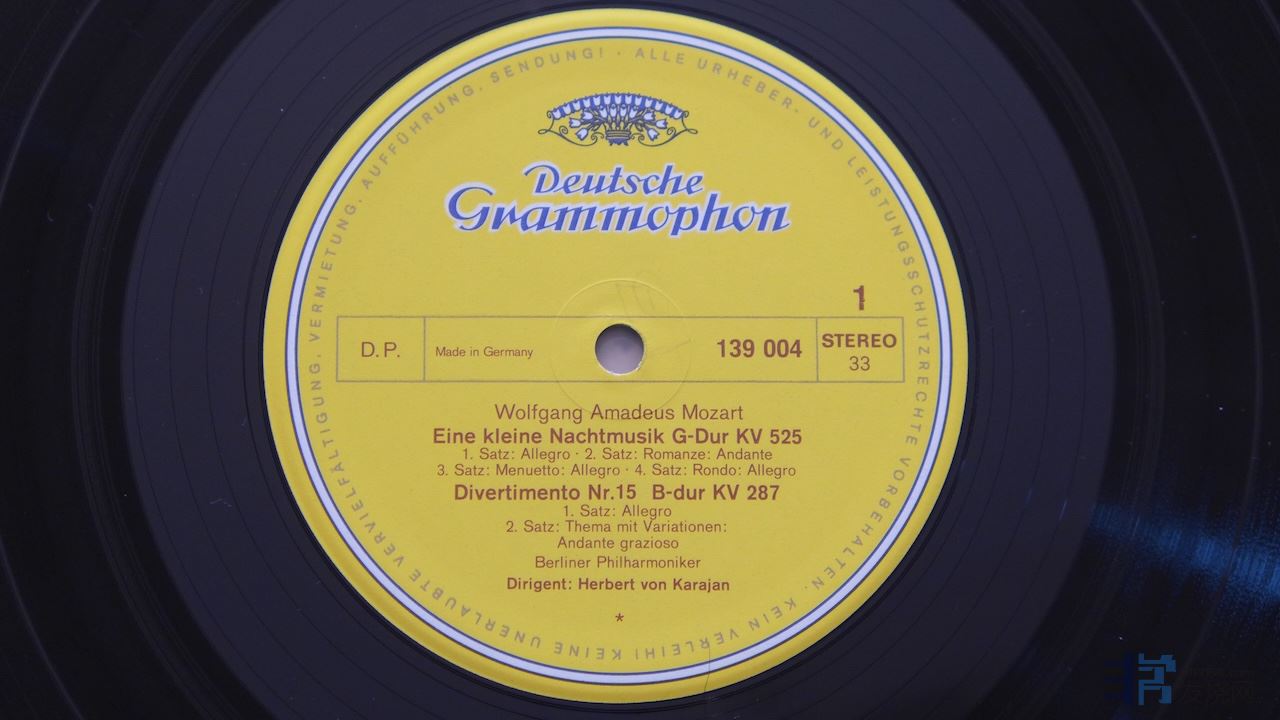 ALLE URHEBER- UND LEISTUNGSSCHUTZRECHTE VORBEHALTEN · KEIN VERLEIH! KEINE UNERLAUBTE VERVIELFÄLTIGUNG, VERMIETUNG, AUFFÜHRUNG, SENDUNG! ·
Deutsche
Grammophon
1
D.P.
Made in Germany
139 004
STEREO
33
Wolfgang Amadeus Mozart
Eine kleine Nachtmusik G-Dur KV 525
1. Satz: Allegro · 2. Satz: Romanze: Andante
3. Satz: Menuetto: Allegro · 4. Satz: Rondo: Allegro
Divertimento Nr.15 B-dur KV 287
1. Satz: Allegro
2. Satz: Thema mit Variationen:
Andante grazioso
Berliner Philharmoniker
Dirigent: Herbert von Karajan
*